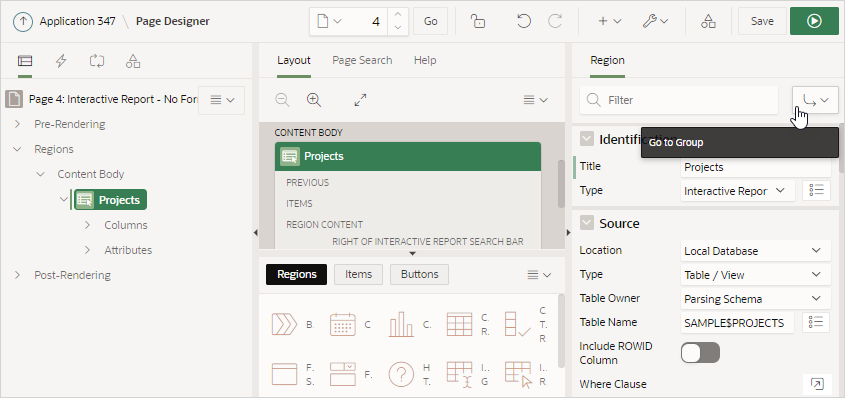 Application 347 \ Page Designer
4
Go
Save
Layout
Page Search
Help
Region
Page 4: Interactive Report - No For
Pre-Rendering
Regions
Content Body
Projects
Columns
Attributes
Post-Rendering
CONTENT BODY
Projects
PREVIOUS
ITEMS
REGION CONTENT
RIGHT OF INTERACTIVE REPORT SEARCH BAR
Regions
Items
Buttons
B.
C
C.
C. R.
C T. R
F. S.
F.
H T.
I.. G
I.. R
Filter
Go to Group
Identification
Title
Projects
Type
Interactive Repor
Source
Location
Local Database
Type
Table / View
Table Owner
Parsing Schema
Table Name
SAMPLE$PROJECTS
Include ROWID
Column
Where Clause